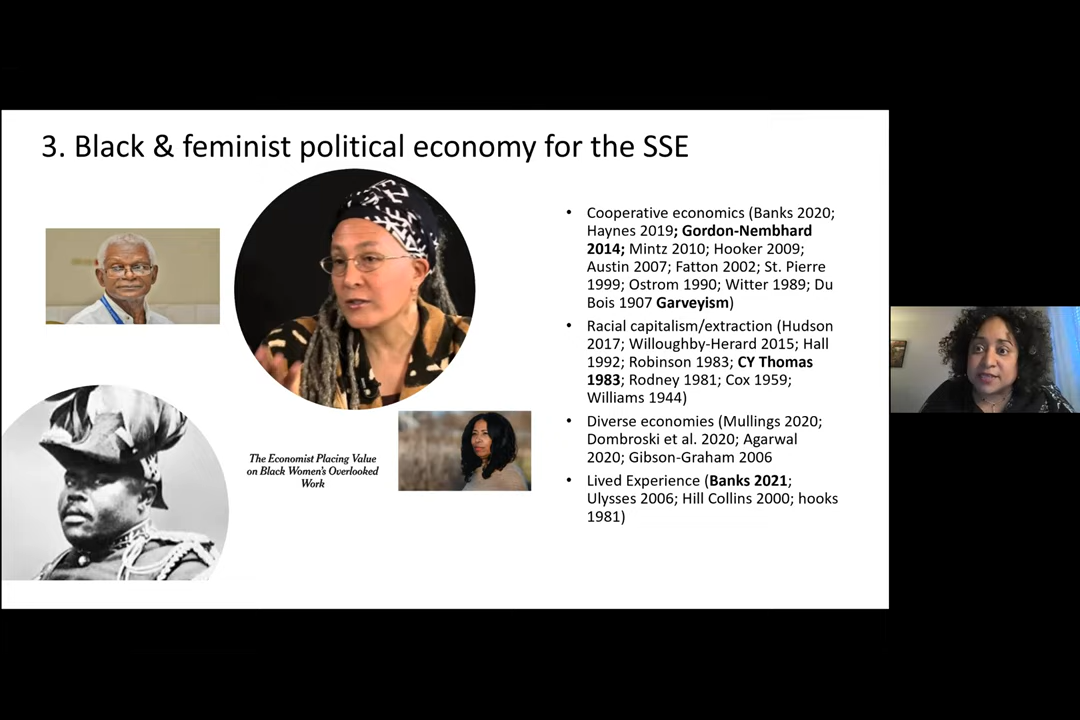 3. Black & feminist political economy for the SSE
The Economist Placing Value
on Black Women's Overlooked
Work
• Cooperative economics (Banks 2020;
Haynes 2019; Gordon-Nembhard
2014; Mintz 2010; Hooker 2009;
Austin 2007; Fatton 2002; St. Pierre
1999; Ostrom 1990; Witter 1989; Du
Bois 1907 Garveyism)
• Racial capitalism/extraction (Hudson
2017; Willoughby-Herard 2015; Hall
1992; Robinson 1983; CY Thomas
1983; Rodney 1981; Cox 1959;
Williams 1944)
• Diverse economies (Mullings 2020;
Dombroski et al. 2020; Agarwal
2020; Gibson-Graham 2006
• Lived Experience (Banks 2021;
Ulysses 2006; Hill Collins 2000; hooks
1981)